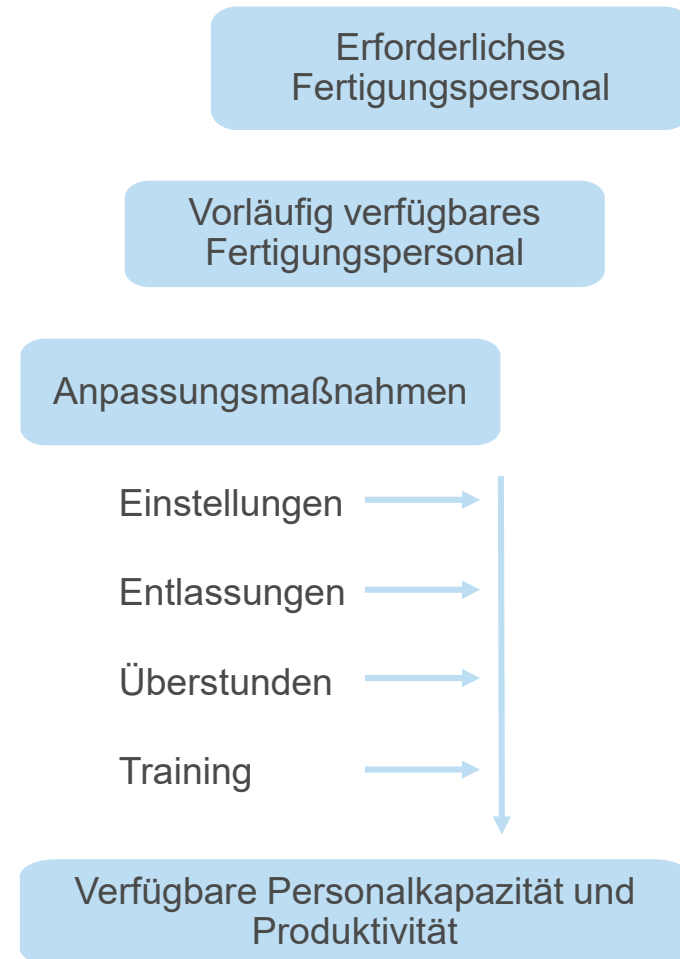 Erforderliches
Fertigungspersonal
Vorläufig verfügbares
Fertigungspersonal
Anpassungsmaßnahmen
Einstellungen
Entlassungen
Überstunden
Training
Verfügbare Personalkapazität und
Produktivität